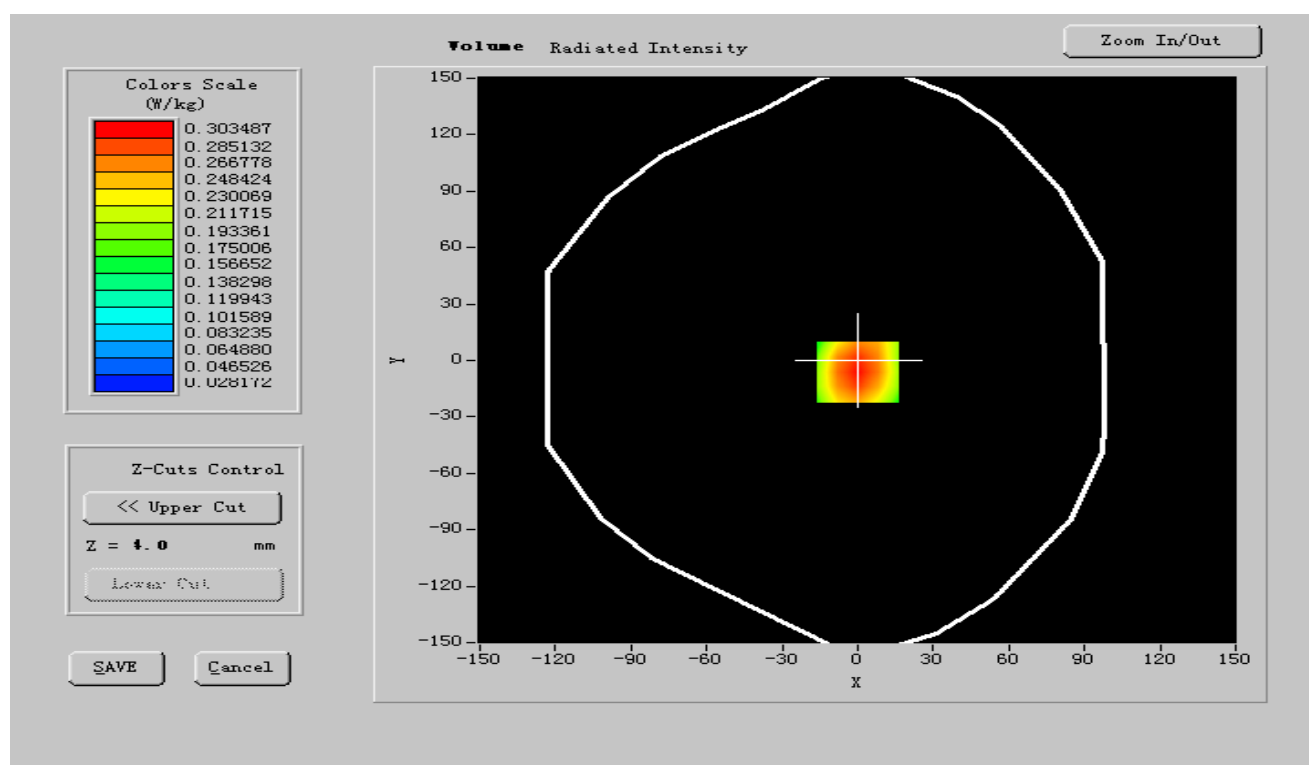 Volume Radiated Intensity
Zoom In/Out
Colors Scale
(W/kg)
0.303487
0.285132
0.266778
0.248424
0.230069
0.211715
0.193361
0.175006
0.156652
0.138298
0.119943
0.101589
0.083235
0.064880
0.046526
0.028172
Z-Cuts Control
<< Upper Cut
Z = 4.0 mm
Lower Cut
SAVE
Cancel
150
120
90
60
30
0
-30
-60
-90
-120
-150
Y
-150 -120 -90 -60 -30 0 30 60 90 120 150
X